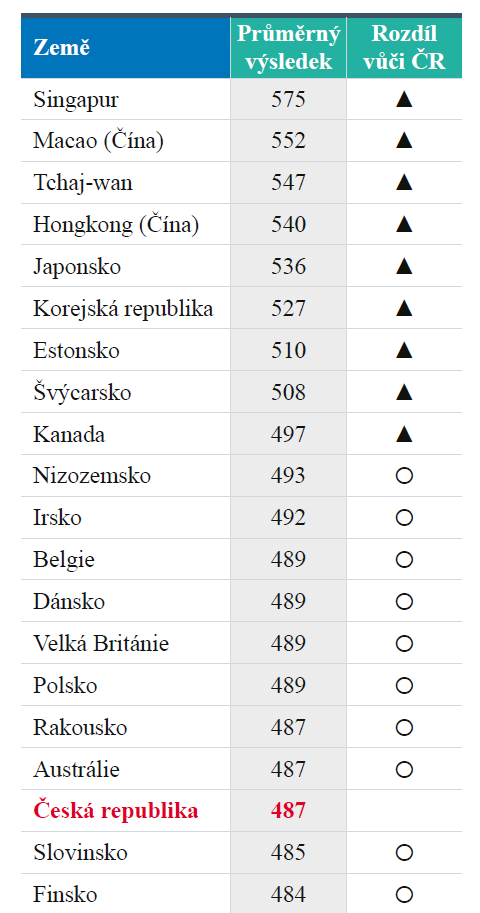 Země Průměrný výsledek Rozdíl vůči ČR
Singapur 575 ▲
Macao (Čína) 552 ▲
Tchaj-wan 547 ▲
Hongkong (Čína) 540 ▲
Japonsko 536 ▲
Korejská republika 527 ▲
Estonsko 510 ▲
Švýcarsko 508 ▲
Kanada 497 ▲
Nizozemsko 493 ○
Irsko 492 ○
Belgie 489 ○
Dánsko 489 ○
Velká Británie 489 ○
Polsko 489 ○
Rakousko 487 ○
Austrálie 487 ○
Česká republika 487
Slovinsko 485 ○
Finsko 484 ○